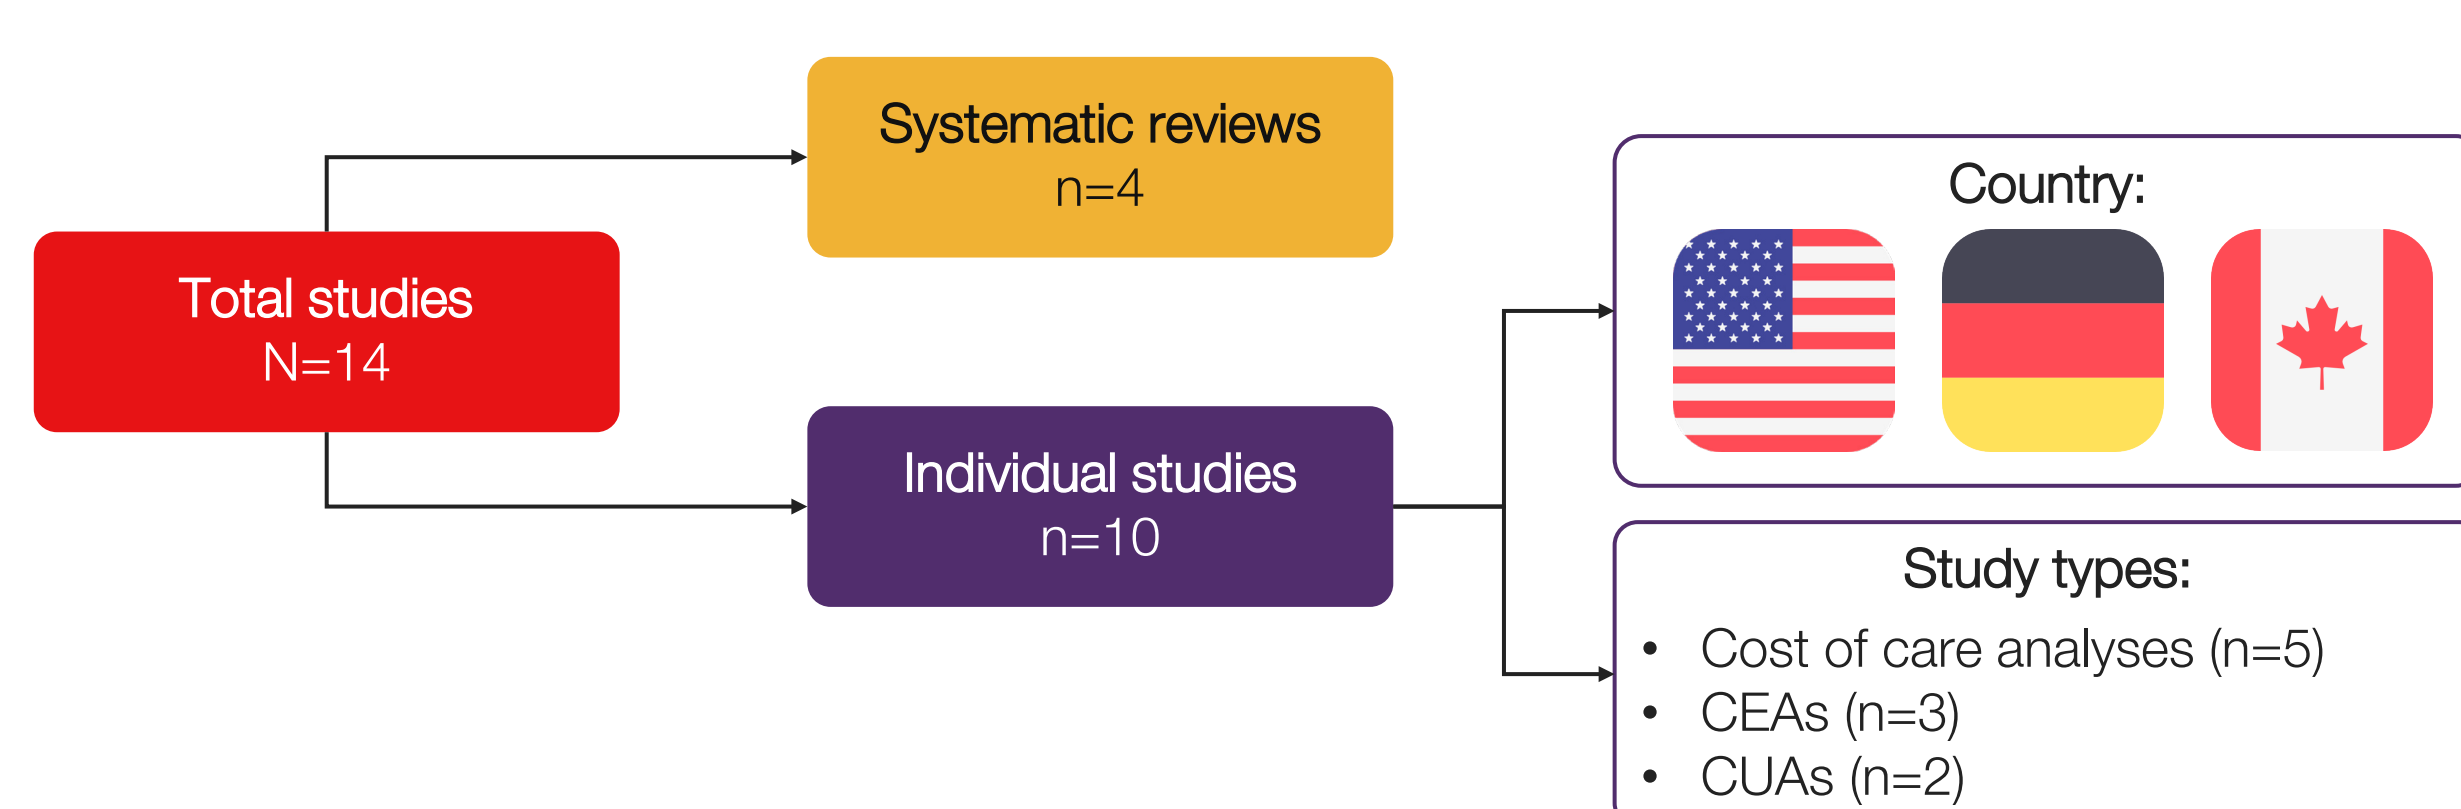 Systematic reviews
n=4
Total studies
N=14
Individual studies
n=10
Country:
Study types:
• Cost of care analyses (n=5)
• CEAs (n=3)
• CUAs (n=2)